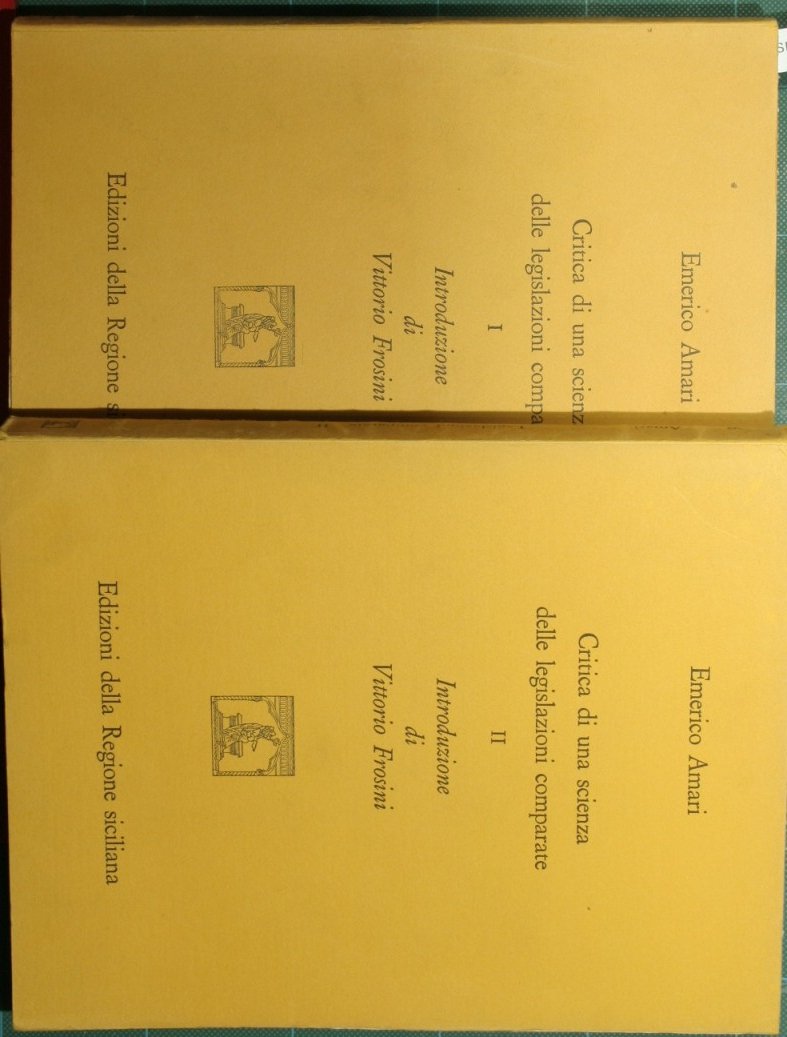 Emerico Amari
Critica di una scienz
delle legislazioni compa
I
Introduzione
di
Vittorio Frosini
Edizioni della Regione
Emerico Amari
Critica di una scienza
delle legislazioni comparate
II
Introduzione
di
Vittorio Frosini
Edizioni della Regione siciliana